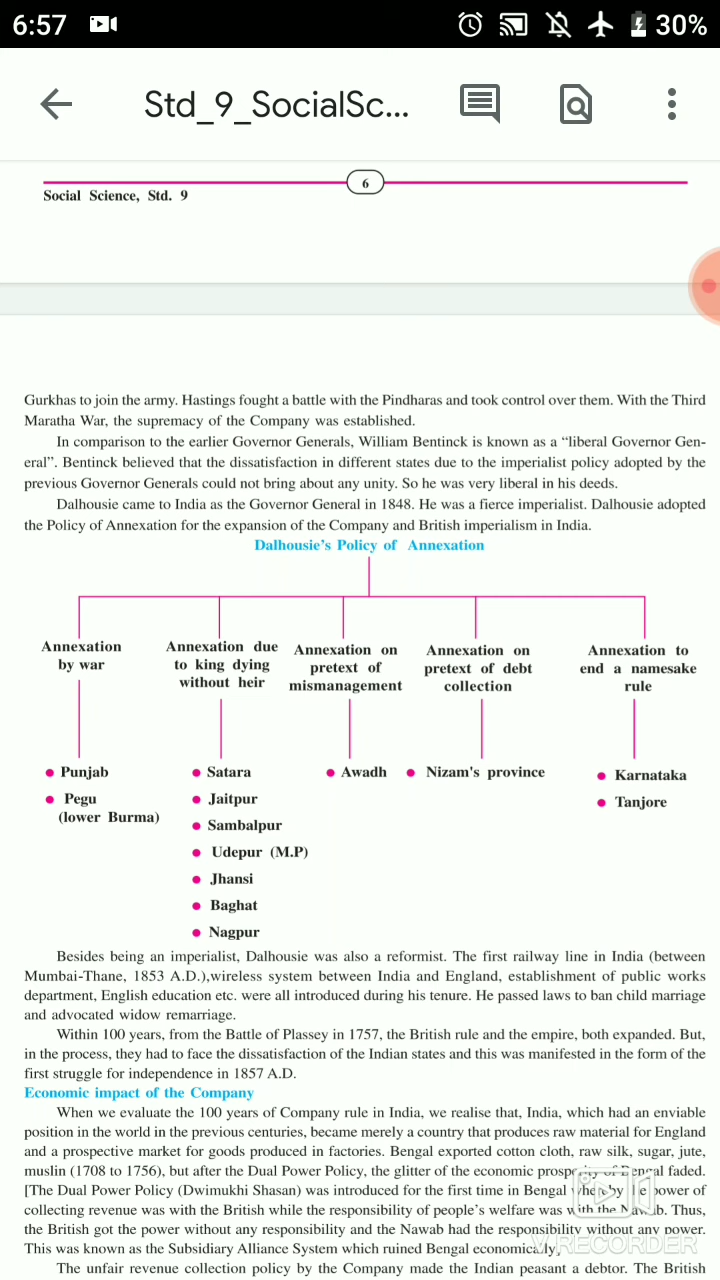 6:57
30%
Std_9_SocialSc...
6
Social Science, Std. 9
Gurkhas to join the army. Hastings fought a battle with the Pindharas and took control over them. With the Third
Maratha War, the supremacy of the Company was established.
In comparison to the earlier Governor Generals, William Bentinck is known as a “liberal Governor Gen-
eral”. Bentinck believed that the dissatisfaction in different states due to the imperialist policy adopted by the
previous Governor Generals could not bring about any unity. So he was very liberal in his deeds.
Dalhousie came to India as the Governor General in 1848. He was a fierce imperialist. Dalhousie adopted
the Policy of Annexation for the expansion of the Company and British imperialism in India.
Dalhousie’s Policy of Annexation
Annexation
by war
Annexation due
to king dying
without heir
Annexation on
pretext of
mismanagement
Annexation on
pretext of debt
collection
Annexation to
end a namesake
rule
• Punjab
• Pegu
(lower Burma)
• Satara
• Jaitpur
• Sambalpur
• Udepur (M.P)
• Jhansi
• Baghat
• Nagpur
• Awadh
• Nizam's province
• Karnataka
• Tanjore
Besides being an imperialist, Dalhousie was also a reformist. The first railway line in India (between
Mumbai-Thane, 1853 A.D.),wireless system between India and England, establishment of public works
department, English education etc. were all introduced during his tenure. He passed laws to ban child marriage
and advocated widow remarriage.
Within 100 years, from the Battle of Plassey in 1757, the British rule and the empire, both expanded. But,
in the process, they had to face the dissatisfaction of the Indian states and this was manifested in the form of the
first struggle for independence in 1857 A.D.
Economic impact of the Company
When we evaluate the 100 years of Company rule in India, we realise that, India, which had an enviable
position in the world in the previous centuries, became merely a country that produces raw material for England
and a prospective market for goods produced in factories. Bengal exported cotton cloth, raw silk, sugar, jute,
muslin (1708 to 1756), but after the Dual Power Policy, the glitter of the economic prosperity of Bengal faded.
[The Dual Power Policy (Dwimukhi Shasan) was introduced for the first time in Bengal whereby the power of
collecting revenue was with the British while the responsibility of people’s welfare was with the Nawab. Thus,
the British got the power without any responsibility and the Nawab had the responsibility without any power.
This was known as the Subsidiary Alliance System which ruined Bengal economically.
VIRECORDER
The unfair revenue collection policy by the Company made the Indian peasant a debtor. The British